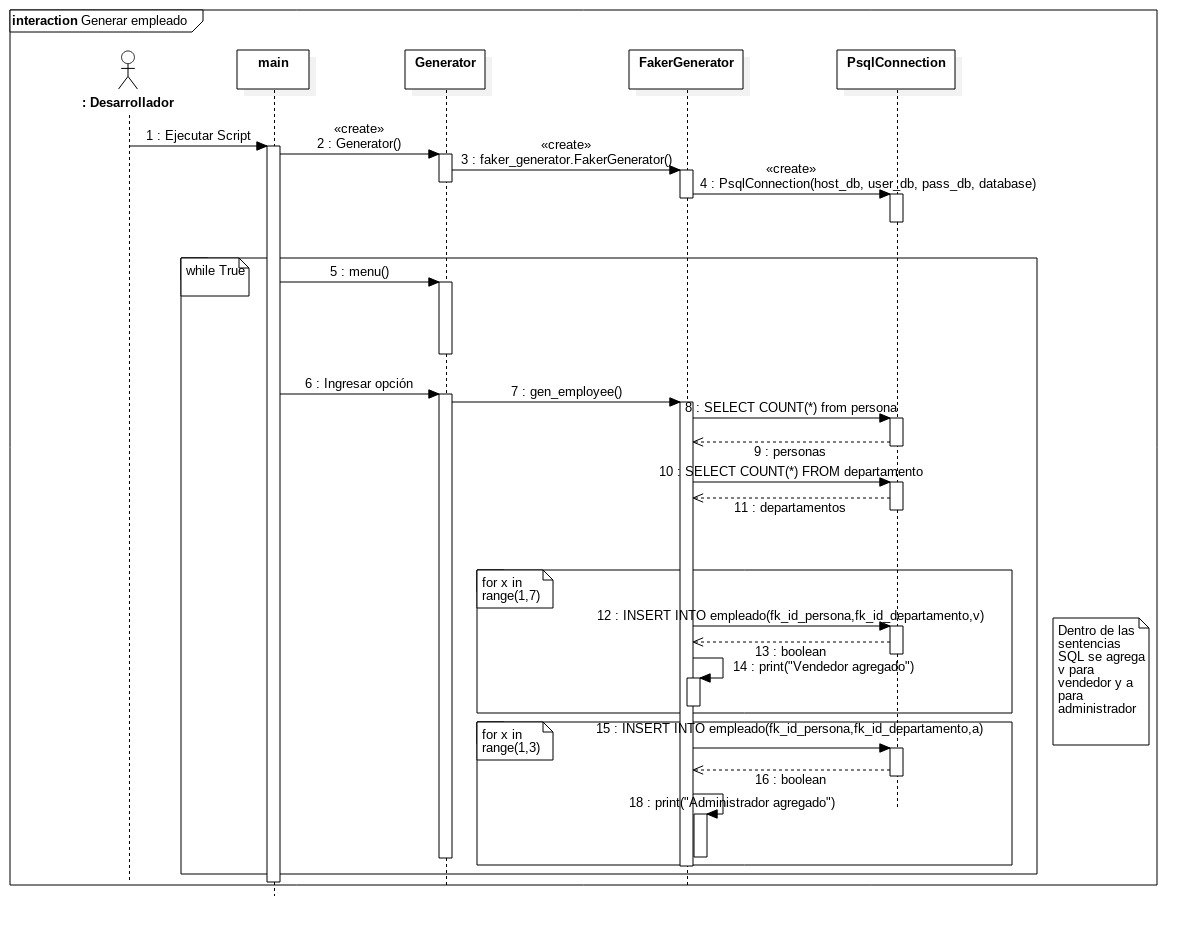 interaction Generar empleado
: Desarrollador
main
Generator
FakerGenerator
PsqlConnection
1 : Ejecutar Script
«create»
2 : Generator()
«create»
3 : faker_generator.FakerGenerator()
«create»
4 : PsqlConnection(host_db, user_db, pass_db, database)
while True
5 : menu()
6 : Ingresar opción
7 : gen_employee()
8 : SELECT COUNT(*) from persona
9 : personas
10 : SELECT COUNT(*) FROM departamento
11 : departamentos
for x in
range(1,7)
12 : INSERT INTO empleado(fk_id_persona,fk_id_departamento,v)
13 : boolean
14 : print("Vendedor agregado")
Dentro de las
sentencias
SQL se agrega
v para
vendedor y a
para
administrador
for x in
range(1,3)
15 : INSERT INTO empleado(fk_id_persona,fk_id_departamento,a)
16 : boolean
18 : print("Administrador agregado")